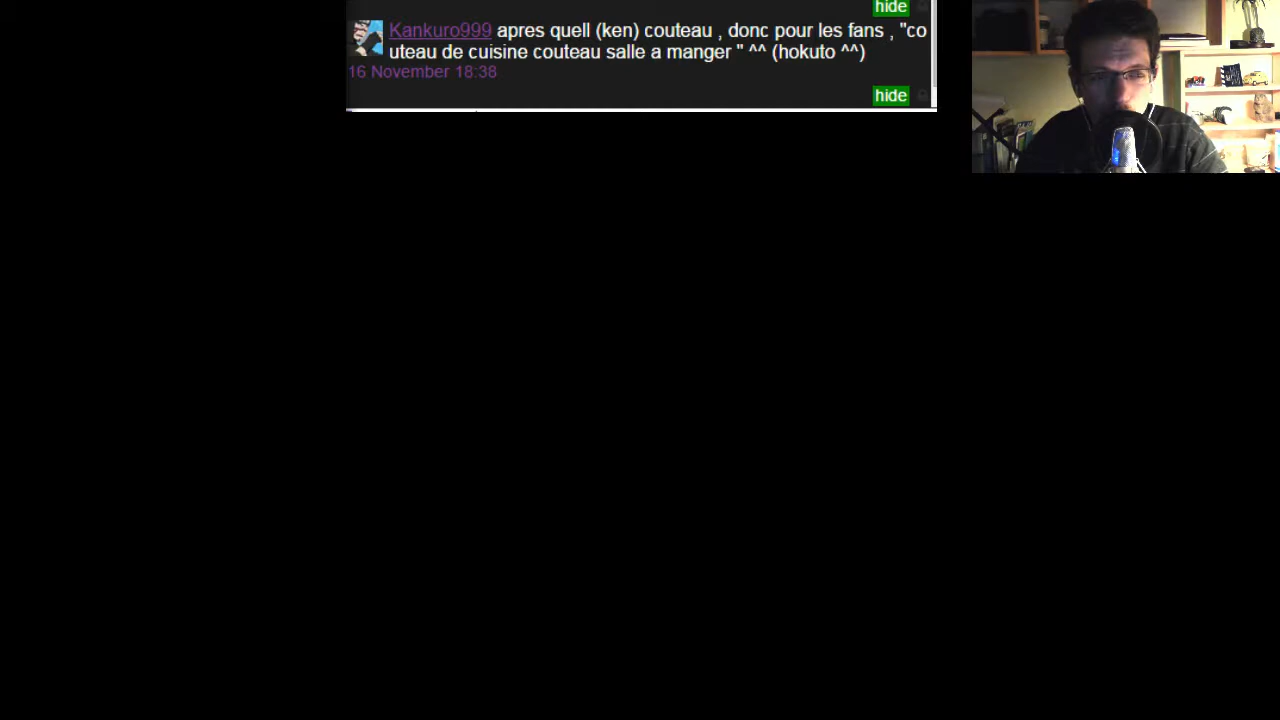 hide
Kankuro999 apres quell (ken) couteau , donc pour les fans , "co
uteau de cuisine couteau salle a manger " ^^ (hokuto ^^)
16 November 18:38
hide